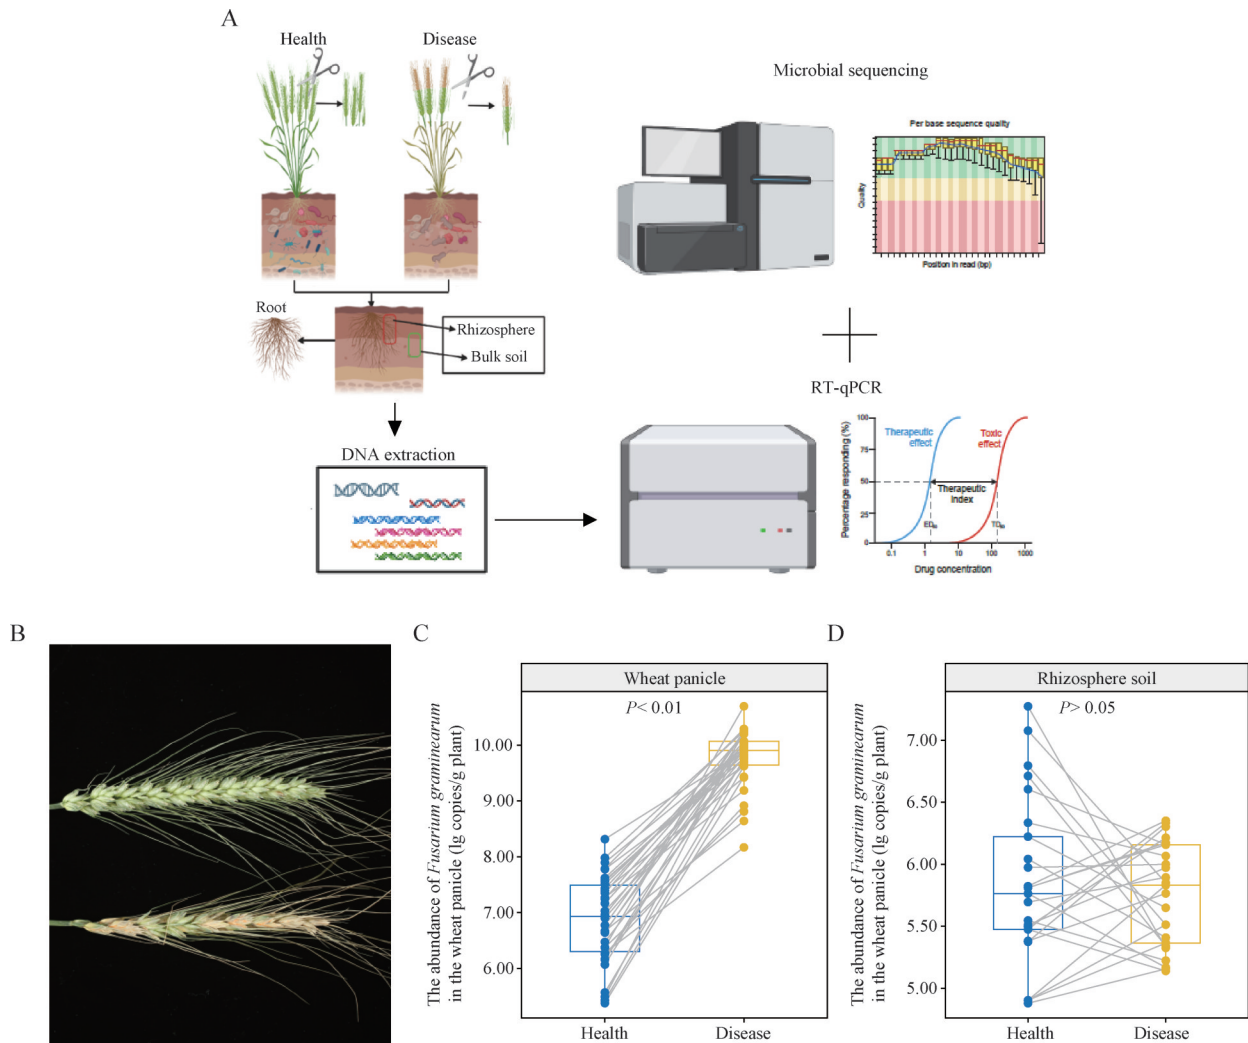 A
Health
Disease
Root
Rhizosphere
Bulk soil
DNA extraction
Microbial sequencing
Per base sequence quality
Quality
Position in read (bp)
RT-qPCR
Percentage responding (%)
100
75
50
25
0
Therapeutic
effect
Toxic
effect
Therapeutic
index
ED50
TD50
0.1
1
10
100
1000
Drug concentration
B
C
The abundance of Fusarium graminearum
in the wheat panicle (lg copies/g plant)
Wheat panicle
P< 0.01
10.00
9.00
8.00
7.00
6.00
Health
Disease
D
The abundance of Fusarium graminearum
in the wheat panicle (lg copies/g plant)
Rhizosphere soil
P> 0.05
7.00
6.50
6.00
5.50
5.00
Health
Disease